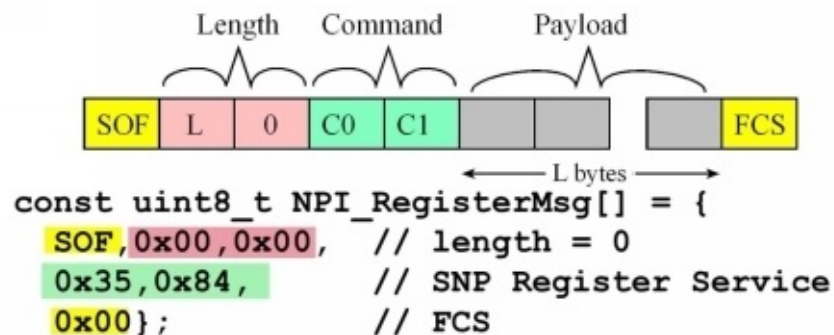 Length Command Payload
SOF L 0 C0 C1 FCS
L bytes
const uint8_t NPI_RegisterMsg[] = {
SOF,0x00,0x00, // length = 0
0x35,0x84, // SNP Register Service
0x00}; // FCS